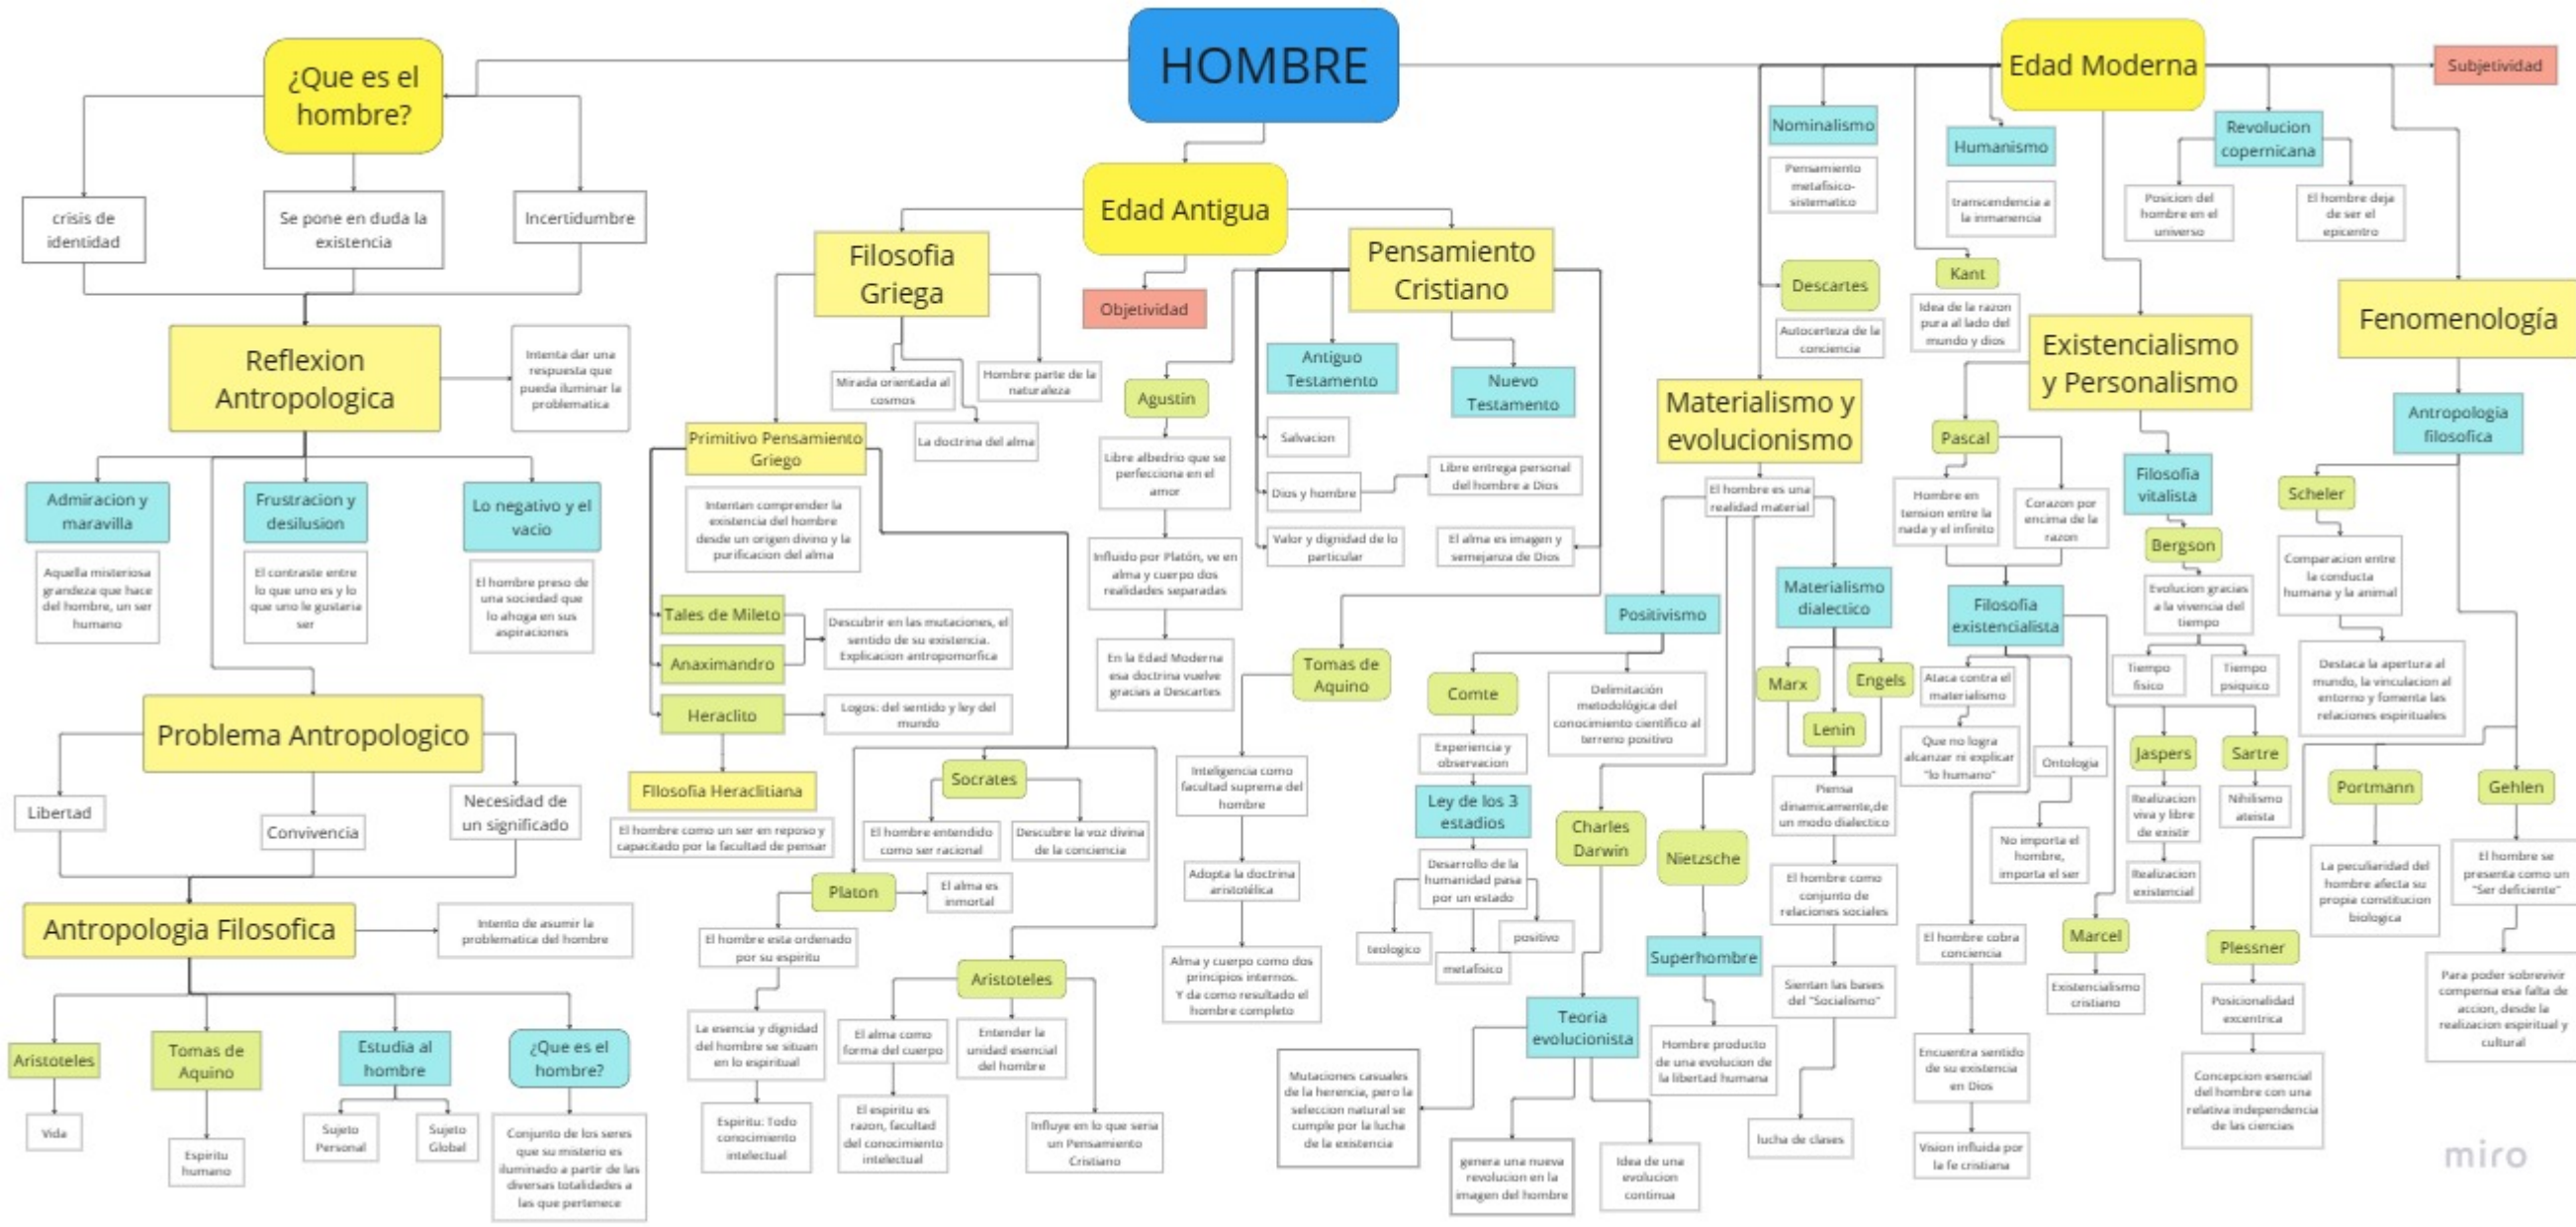 HOMBRE
¿Que es el
hombre?
crisis de
identidad
Se pone en duda la
existencia
Incertidumbre
Reflexion
Antropologica
Intenta dar una
respuesta que
pueda iluminar la
problematica
Admiracion y
maravilla
Aquella misteriosa
grandeza que hace
del hombre, un ser
humano
Frustracion y
desilusion
El contraste entre
lo que uno es y lo
que uno le gustaria
ser
Lo negativo y el
vacio
El hombre preso de
una sociedad que
lo ahoga en sus
aspiraciones
Problema Antropologico
Libertad
Convivencia
Necesidad de
un significado
Antropologia Filosofica
Intento de asumir la
problematica del hombre
Aristoteles
Vida
Tomas de
Aquino
Espiritu
humano
Estudia al
hombre
Sujeto
Personal
Sujeto
Global
¿Que es el
hombre?
Conjunto de los seres
que su misterio es
iluminado a partir de las
diversas totalidades a
las que pertenece
Edad Antigua
Objetividad
Filosofia
Griega
Mirada orientada al
cosmos
Hombre parte de la
naturaleza
La doctrina del alma
Primitivo Pensamiento
Griego
Intentan comprender la
existencia del hombre
desde un origen divino y la
purificacion del alma
Tales de Mileto
Anaximandro
Descubrir en las mutaciones, el
sentido de su existencia.
Explicacion antropomorfica
Heraclito
Logos: del sentido y ley del
mundo
FIlosofia Heraclitiana
El hombre como un ser en reposo y
capacitado por la facultad de pensar
Socrates
El hombre entendido
como ser racional
Descubre la voz divina
de la conciencia
Platon
El alma es
inmortal
El hombre esta ordenado
por su espiritu
La esencia y dignidad
del hombre se situan
en lo espiritual
Espiritu: Todo
conocimiento
intelectual
Aristoteles
El alma como
forma del cuerpo
El espiritu es
razon, facultad
del conocimiento
intelectual
Entender la
unidad esencial
del hombre
Influye en lo que seria
un Pensamiento
Cristiano
Pensamiento
Cristiano
Agustin
Libre albedrio que se
perfecciona en el
amor
Influido por Platón, ve en
alma y cuerpo dos
realidades separadas
En la Edad Moderna
esa doctrina vuelve
gracias a Descartes
Antiguo
Testamento
Salvacion
Dios y hombre
Libre entrega personal
del hombre a Dios
Valor y dignidad de lo
particular
Nuevo
Testamento
El alma es imagen y
semejanza de Dios
Tomas de
Aquino
Inteligencia como
facultad suprema del
hombre
Adopta la doctrina
aristotélica
Alma y cuerpo como dos
principios internos.
Y da como resultado el
hombre completo
Edad Moderna
Subjetividad
Nominalismo
Pensamiento
metafisico-
sistematico
Humanismo
transcendencia a
la inmanencia
Revolucion
copernicana
Posicion del
hombre en el
universo
El hombre deja
de ser el
epicentro
Descartes
Autocerteza de la
conciencia
Kant
Idea de la razon
pura al lado del
mundo y dios
Materialismo y
evolucionismo
El hombre es una
realidad material
Positivismo
Comte
Experiencia y
observacion
Ley de los 3
estadios
Desarrollo de la
humanidad pasa
por un estado
teologico
metafisico
positivo
Delimitación
metodológica del
conocimiento científico al
terreno positivo
Charles
Darwin
Teoria
evolucionista
Mutaciones casuales
de la herencia, pero la
seleccion natural se
cumple por la lucha
de la existencia
genera una nueva
revolucion en la
imagen del hombre
Idea de una
evolucion
continua
Nietzsche
Superhombre
Hombre producto
de una evolucion de
la libertad humana
Materialismo
dialectico
Marx
Engels
Lenin
Piensa
dinamicamente,de
un modo dialectico
El hombre como
conjunto de
relaciones sociales
Sientan las bases
del "Socialismo"
lucha de clases
Existencialismo
y Personalismo
Pascal
Hombre en
tension entre la
nada y el infinito
Corazon por
encima de la
razon
Filosofia
existencialista
Ataca contra el
materialismo
Que no logra
alcanzar ni explicar
"lo humano"
Ontologia
No importa el
hombre,
importa el ser
El hombre cobra
conciencia
Encuentra sentido
de su existencia
en Dios
Vision influida por
la fe cristiana
Filosofia
vitalista
Bergson
Evolucion gracias
a la vivencia del
tiempo
Tiempo
fisico
Tiempo
psiquico
Jaspers
Realizacion
viva y libre
de existir
Realizacion
existencial
Sartre
Nihilismo
ateista
Marcel
Existencialismo
cristiano
Fenomenología
Antropologia
filosofica
Scheler
Comparacion entre
la conducta
humana y la animal
Destaca la apertura al
mundo, la vinculacion al
entorno y fomenta las
relaciones espirituales
Portmann
La peculiaridad del
hombre afecta su
propia constitucion
biologica
Gehlen
El hombre se
presenta como un
"Ser deficiente"
Para poder sobrevivir
compensa esa falta de
accion, desde la
realizacion espiritual y
cultural
Plessner
Posicionalidad
excentrica
Concepcion esencial
del hombre con una
relativa independencia
de las ciencias
miro